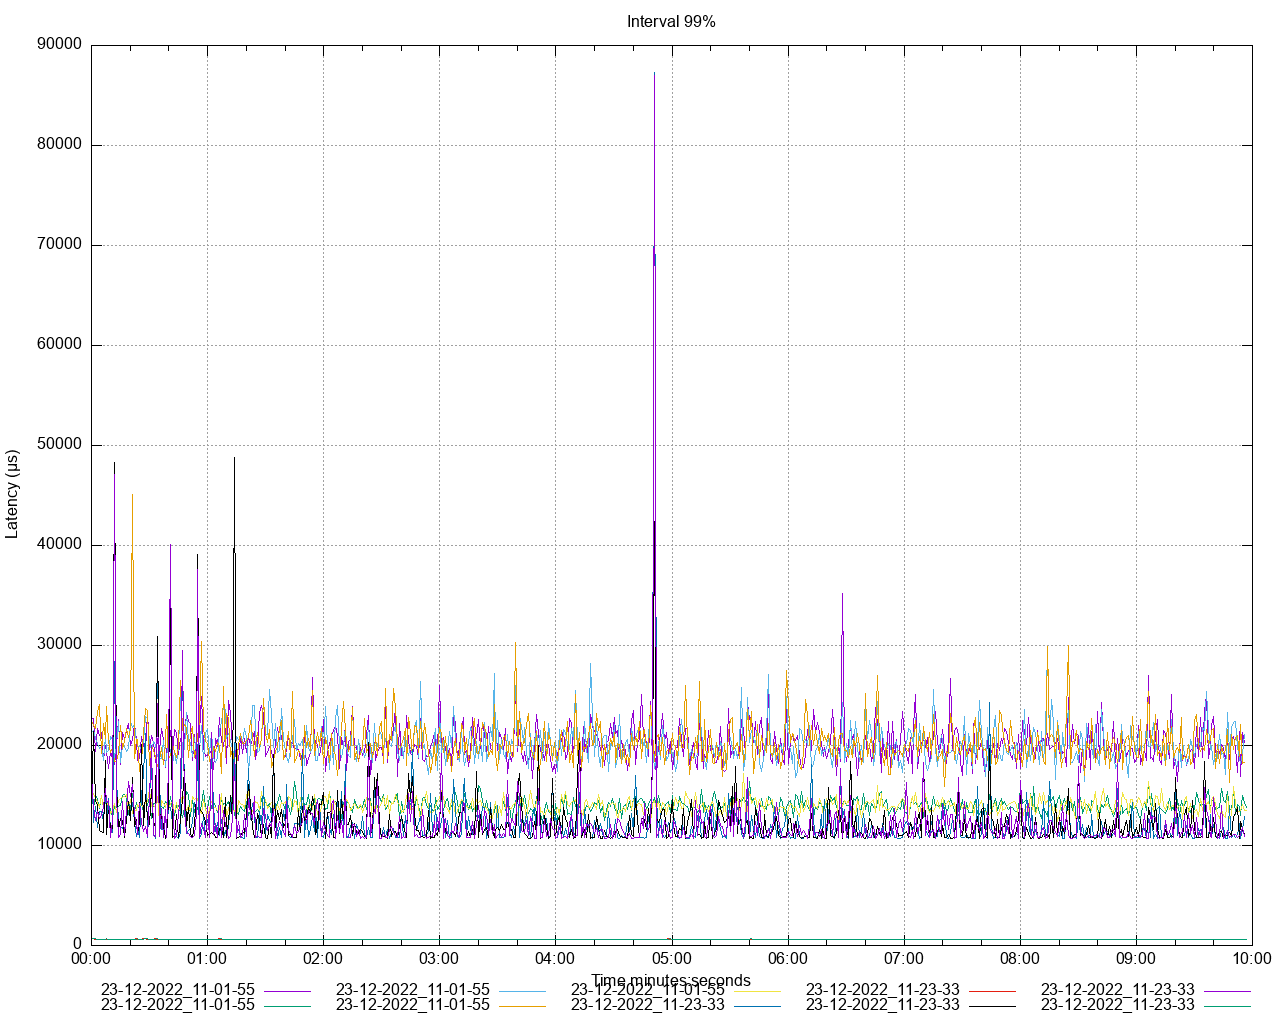 Interval 99%
90000
80000
70000
60000
50000
40000
30000
20000
10000
0
Latency (µs)
00:00 01:00 02:00 03:00 04:00 05:00 06:00 07:00 08:00 09:00 10:00
Time minutes:seconds
23-12-2022_11-01-55 23-12-2022_11-01-55 23-12-2022_11-01-55 23-12-2022_11-23-33 23-12-2022_11-23-33
23-12-2022_11-01-55 23-12-2022_11-01-55 23-12-2022_11-23-33 23-12-2022_11-23-33 23-12-2022_11-23-33